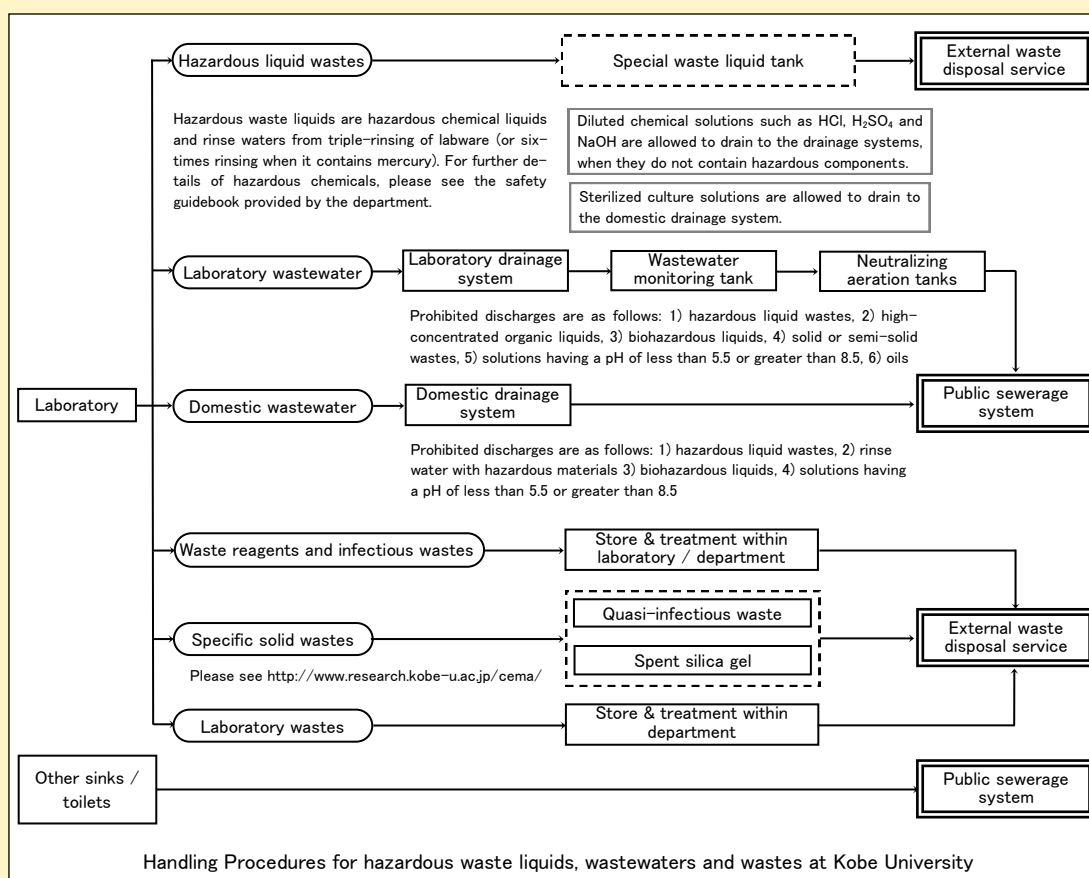 Hazardous liquid wastes
Special waste liquid tank
External waste
disposal service
Hazardous waste liquids are hazardous chemical liquids
and rinse waters from triple-rinsing of labware (or six-
times rinsing when it contains mercury). For further de-
tails of hazardous chemicals, please see the safety
guidebook provided by the department.
Diluted chemical solutions such as HCl, H₂SO₄ and
NaOH are allowed to drain to the drainage systems,
when they do not contain hazardous components.
Sterilized culture solutions are allowed to drain to
the domestic drainage system.
Laboratory wastewater
Laboratory drainage
system
Wastewater
monitoring tank
Neutralizing
aeration tanks
Prohibited discharges are as follows: 1) hazardous liquid wastes, 2) high-
concentrated organic liquids, 3) biohazardous liquids, 4) solid or semi-solid
wastes, 5) solutions having a pH of less than 5.5 or greater than 8.5, 6) oils
Laboratory
Domestic wastewater
Domestic drainage
system
Public sewerage
system
Prohibited discharges are as follows: 1) hazardous liquid wastes, 2) rinse
water with hazardous materials 3) biohazardous liquids, 4) solutions having
a pH of less than 5.5 or greater than 8.5
Waste reagents and infectious wastes
Store & treatment within
laboratory / department
Specific solid wastes
Quasi-infectious waste
Spent silica gel
External waste
disposal service
Please see http://www.research.kobe-u.ac.jp/cema/
Laboratory wastes
Store & treatment within
department
Other sinks /
toilets
Public sewerage
system
Handling Procedures for hazardous waste liquids, wastewaters and wastes at Kobe University